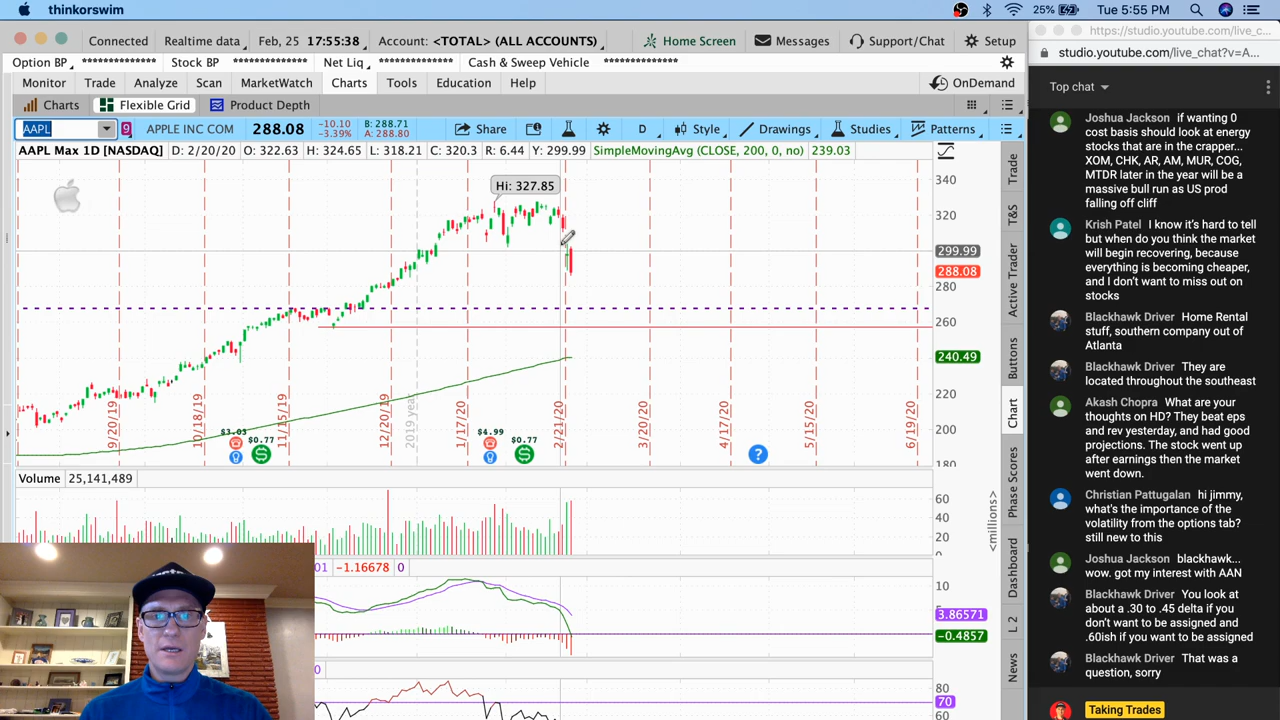 thinkorswim
25%
Tue 5:55 PM
thinkorswim
Connected
Realtime data
Feb, 25 17:55:38
Account: <TOTAL> (ALL ACCOUNTS)
Home Screen
Messages
Support/Chat
Setup
Option BP **************
Stock BP **************
Net Liq **************
Cash & Sweep Vehicle **************
Monitor Trade Analyze Scan MarketWatch Charts Tools Education Help
OnDemand
Charts Flexible Grid Product Depth
AAPL
9
APPLE INC COM
288.08
-10.10
-3.39%
B: 288.71
A: 288.80
Share
D
Style
Drawings
Studies
Patterns
AAPL Max 1D [NASDAQ] D: 2/20/20 O: 322.63 H: 324.65 L: 318.21 C: 320.3 R: 6.44 Y: 299.99 SimpleMovingAvg (CLOSE, 200, 0, no) 239.03
Hi: 327.85
340
320
299.99
280
288.08
260
240.49
220
200
180
9/20/19
10/18/19
11/15/19
12/20/19
2019 year
1/17/20
2/21/20
3/20/20
4/17/20
5/15/20
6/19/20
$3.03
$0.77
$4.99
$0.77
?
Volume 25,141,489
60
40
20
0
<millions>
01 -1.16678 0
10
3.86571
-0.4857
0
80
70
60
Trade
T&S
Active Trader
Buttons
Chart
Phase Scores
Dashboard
L 2
News
https://studio.youtube.com/live_c...
studio.youtube.com/live_chat?v=A...
Top chat
Joshua Jackson if wanting 0
cost basis should look at energy
stocks that are in the crapper...
XOM, CHK, AR, AM, MUR, COG,
MTDR later in the year will be a
massive bull run as US prod
falling off cliff
Krish Patel I know it's hard to tell
but when do you think the market
will begin recovering, because
everything is becoming cheaper,
and I don't want to miss out on
stocks
Blackhawk Driver Home Rental
stuff, southern company out of
Atlanta
Blackhawk Driver They are
located throughout the southeast
Akash Chopra What are your
thoughts on HD? They beat eps
and rev yesterday, and had good
projections. The stock went up
after earnings then the market
went down.
Christian Pattugalan hi jimmy,
what's the importance of the
volatility from the options tab?
still new to this
Joshua Jackson blackhawk...
wow. got my interest with AAN
Blackhawk Driver You look at
about a .30 to .45 delta if you
don't want to be assigned and
.60ish if you want to be assigned
Blackhawk Driver That was a
question, sorry
Taking Trades